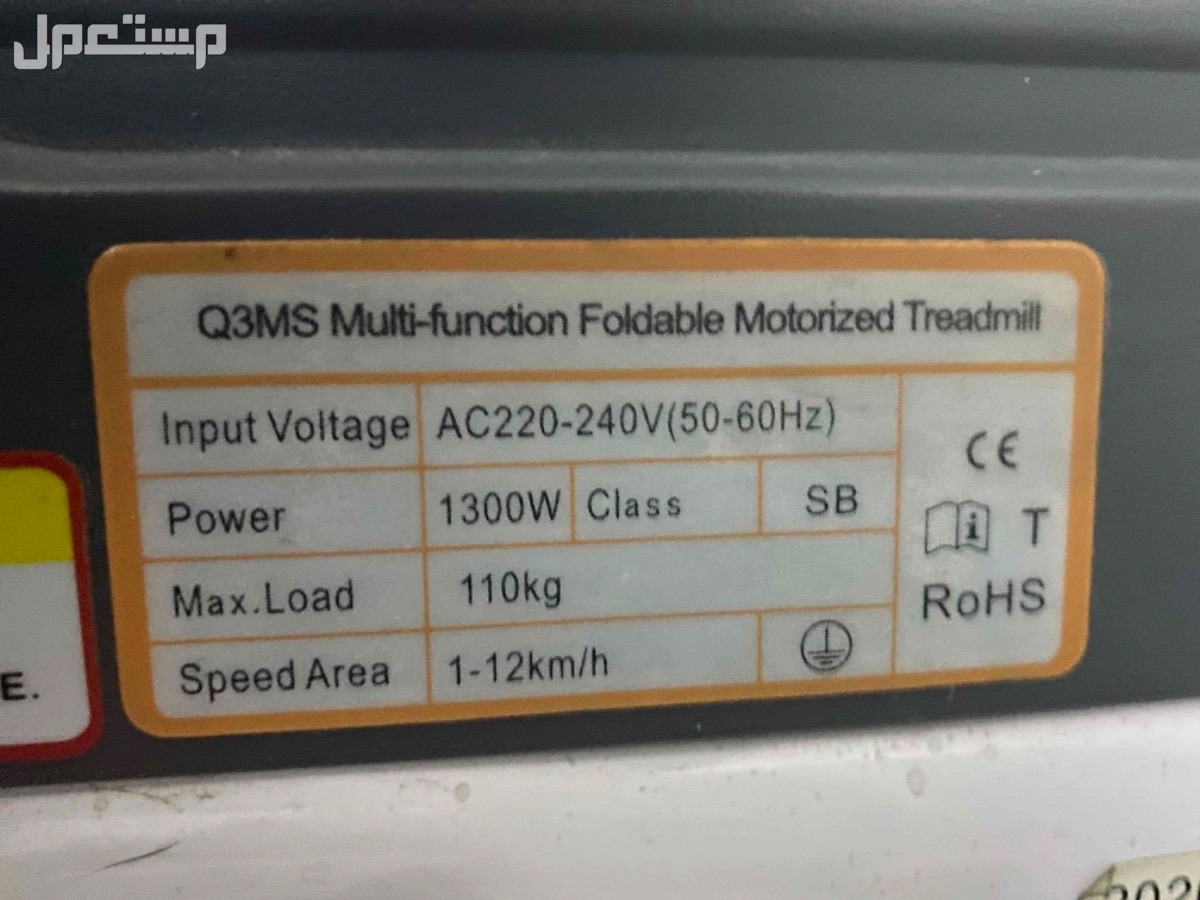 مستعمل
Q3MS Multi-function Foldable Motorized Treadmill
Input Voltage AC220-240V(50-60Hz)
Power 1300W Class SB
Max.Load 110kg
Speed Area 1-12km/h
CE
i T
RoHS
E.